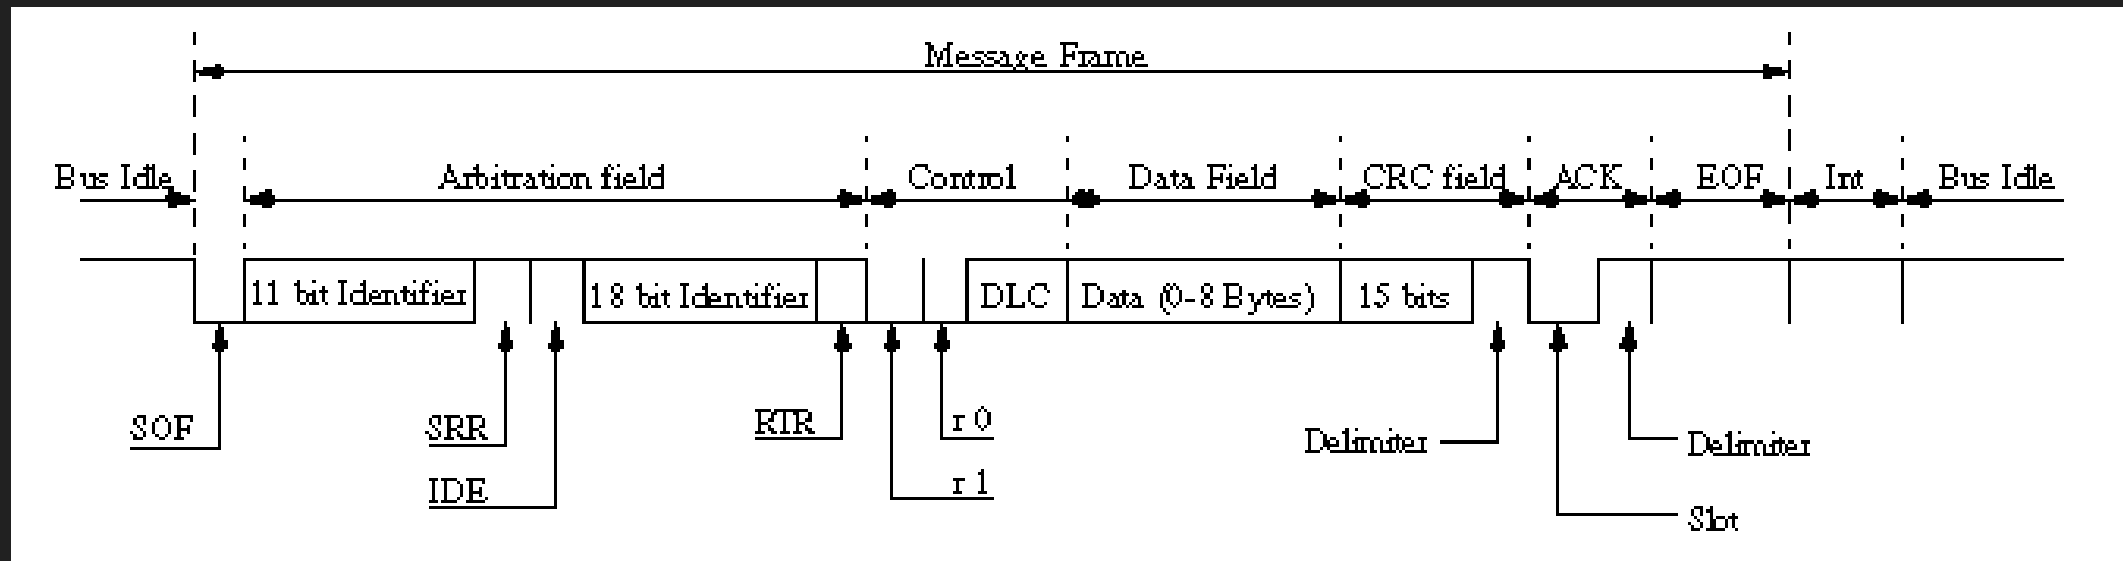 Message Frame
Bus Idle
Arbitration field
Control
Data Field
CRC field
ACK
EOF
Int
Bus Idle
11 bit Identifier
18 bit Identifier
DLC
Data (0-8 Bytes)
15 bits
SOF
SRR
RTR
r 0
Delimiter
Delimiter
IDE
r 1
Slot